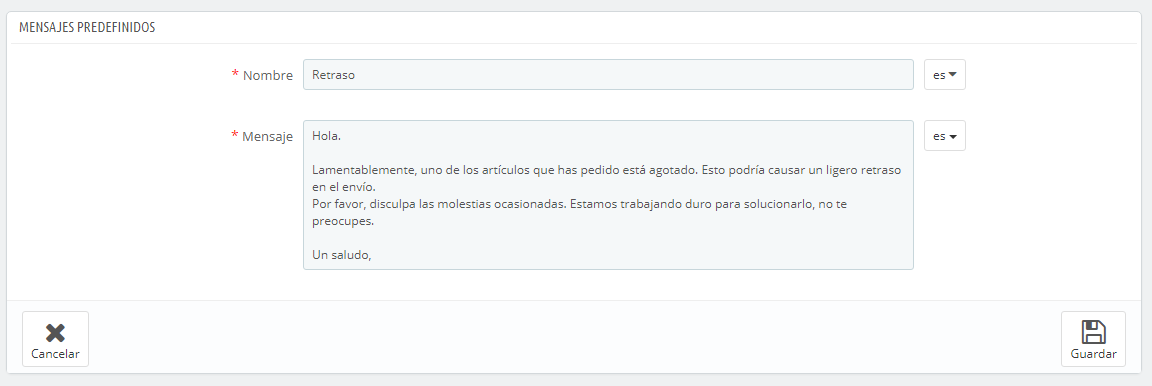 MENSAJES PREDEFINIDOS
* Nombre
Retraso
es
* Mensaje
Hola.
es
Lamentablemente, uno de los artículos que has pedido está agotado. Esto podría causar un ligero retraso
en el envío.
Por favor, disculpa las molestias ocasionadas. Estamos trabajando duro para solucionarlo, no te
preocupes.
Un saludo,
Cancelar
Guardar